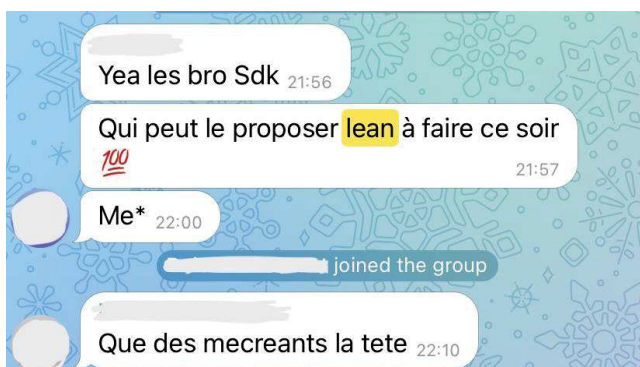 Yea les bro Sdk 21:56
Qui peut le proposer lean à faire ce soir
💯
21:57
Me* 22:00
joined the group
Que des mecreants la tete 22:10